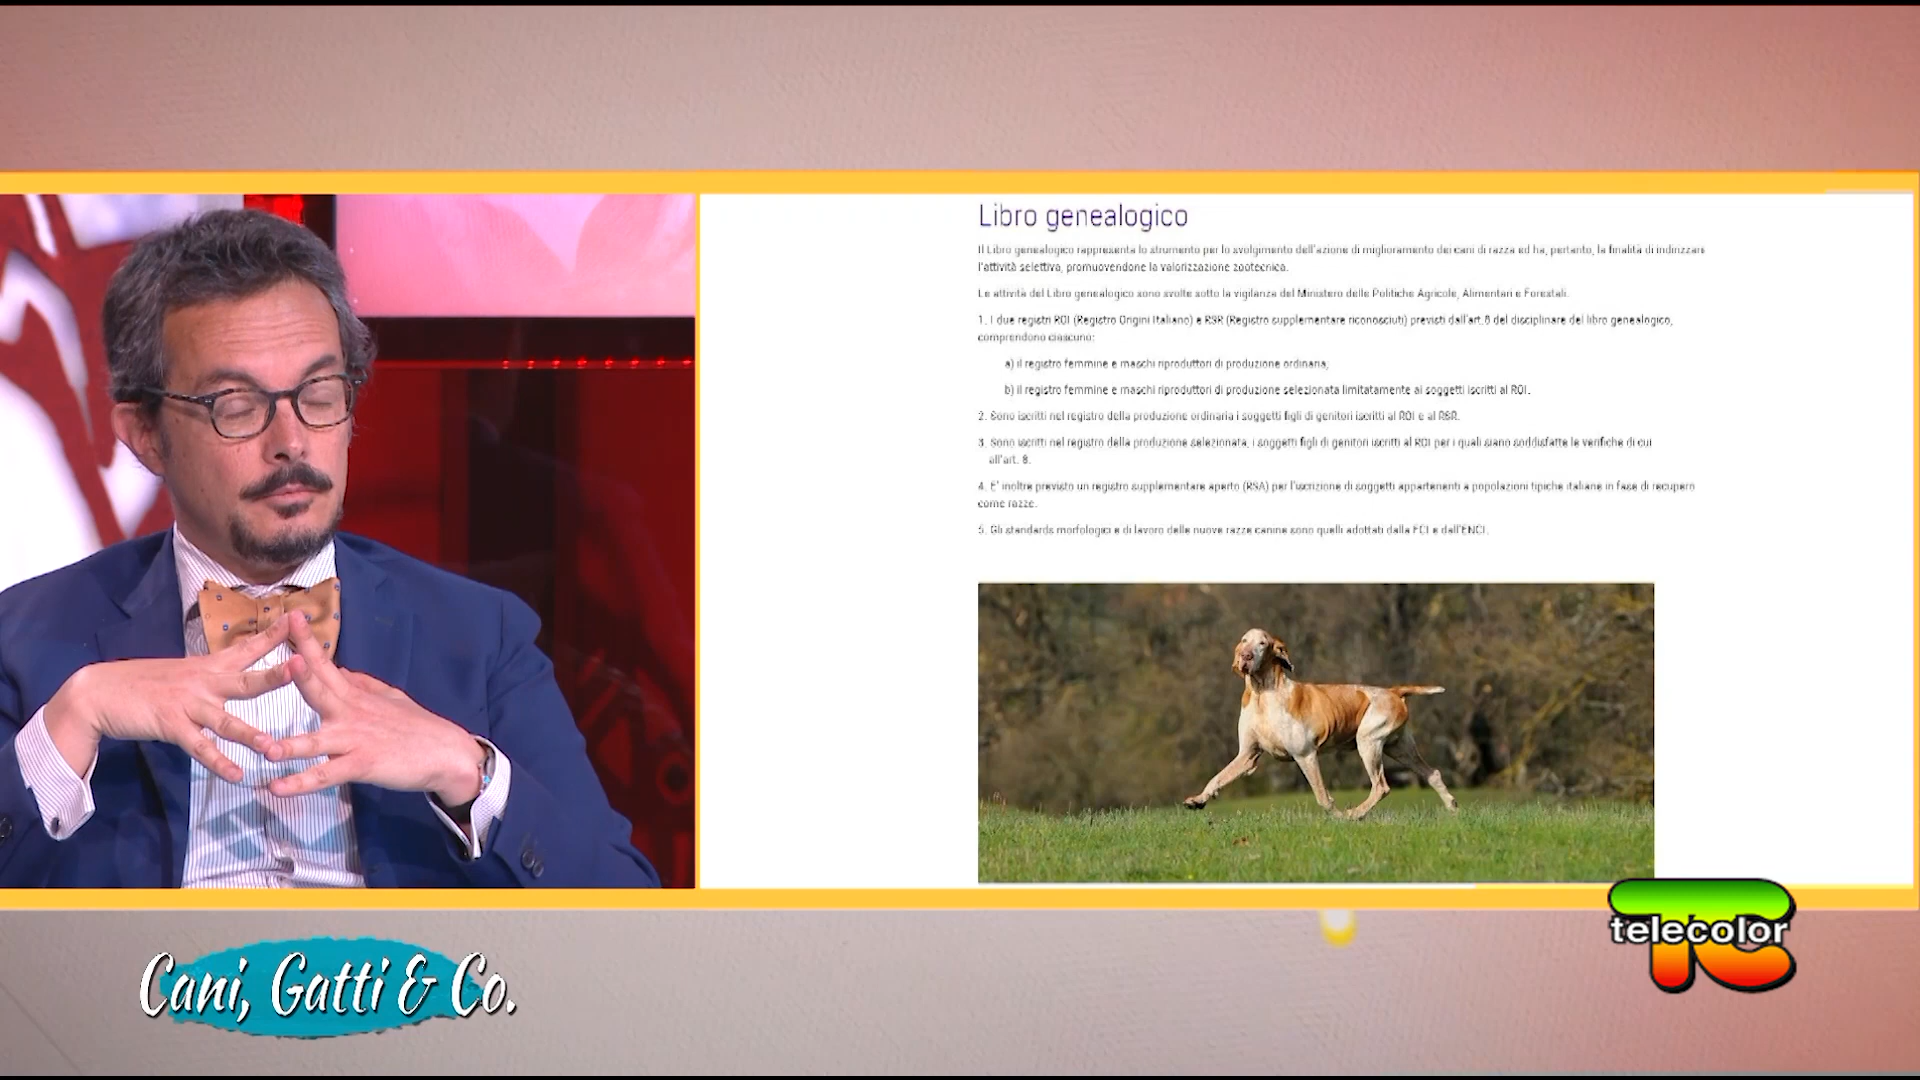 Libro genealogico
Il Libro genealogico rappresenta lo strumento per lo svolgimento dell'azione di miglioramento dei cani di razza ed ha, pertanto, la finalità di indirizzare
l'attività selettiva, promuovendone la valorizzazione zootecnica.
Le attività del Libro genealogico sono svolte sotto la vigilanza del Ministero delle Politiche Agricole, Alimentari e Forestali.
1. I due registri ROI (Registro Origini Italiano) e RSR (Registro supplementare riconosciuti) previsti dall'art.6 del disciplinare del libro genealogico,
comprendono ciascuno:
a) il registro femmine e maschi riproduttori di produzione ordinaria;
b) il registro femmine e maschi riproduttori di produzione selezionata limitatamente ai soggetti iscritti al ROI.
2. Sono iscritti nel registro della produzione ordinaria i soggetti figli di genitori iscritti al ROI e al RSR.
3. Sono iscritti nel registro della produzione selezionata, i soggetti figli di genitori iscritti al ROI per i quali siano soddisfatte le verifiche di cui
all'art. 8.
4. E' inoltre previsto un registro supplementare aperto (RSA) per l'iscrizione di soggetti appartenenti a popolazioni tipiche italiane in fase di recupero
come razze.
5. Gli standards morfologici e di lavoro delle nuove razze canine sono quelli adottati dalla FCI e dall'ENCI.
telecolor
Cani, Gatti & Co.